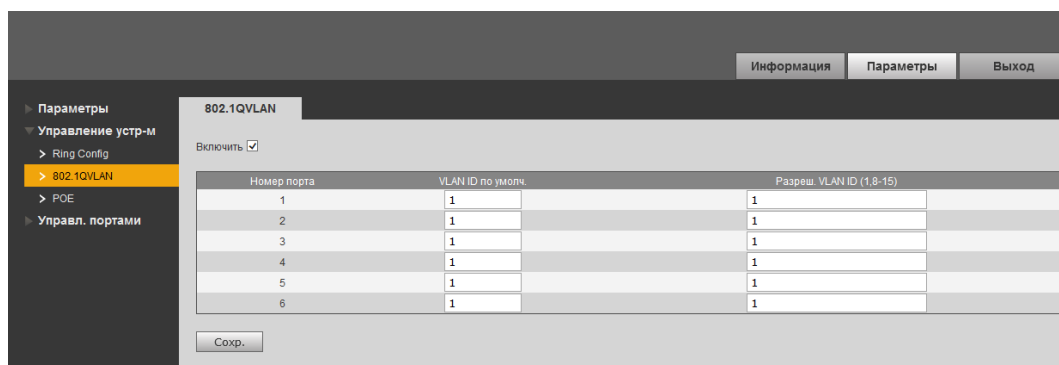 Информация Параметры Выход
Параметры
Управление устр-м
Ring Config
802.1QVLAN
POE
Управл. портами
802.1QVLAN
Включить
Номер порта VLAN ID по умолч. Разреш. VLAN ID (1,8-15)
1 1 1
2 1 1
3 1 1
4 1 1
5 1 1
6 1 1
Сохр.